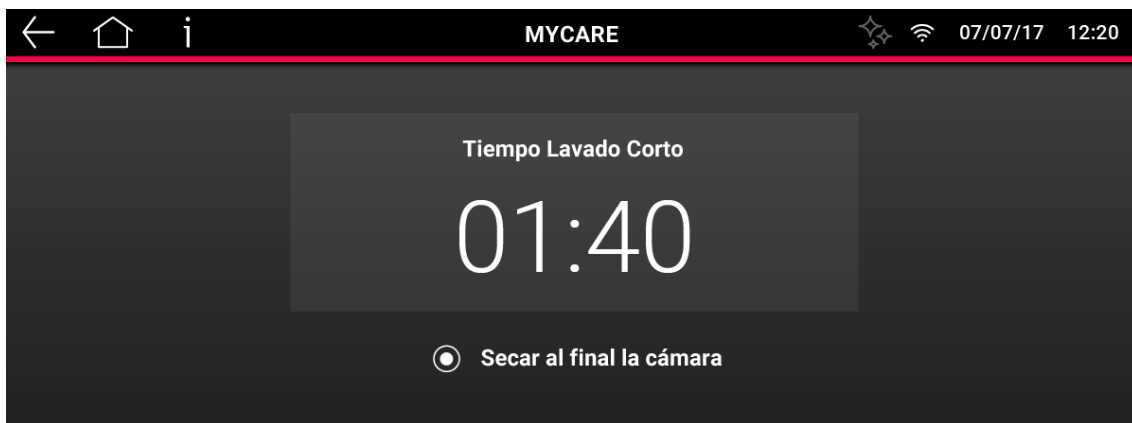 MYCARE
07/07/17 12:20
Tiempo Lavado Corto
01:40
Secar al final la cámara